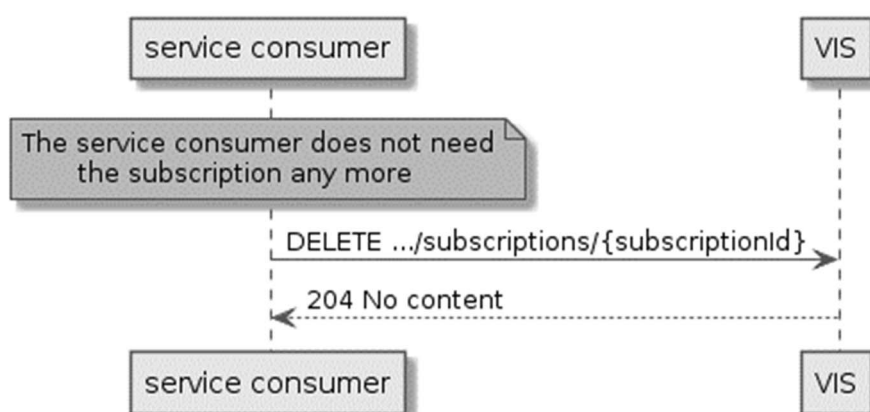 service consumer
VIS
The service consumer does not need
the subscription any more
DELETE .../subscriptions/{subscriptionId}
204 No content
service consumer
VIS